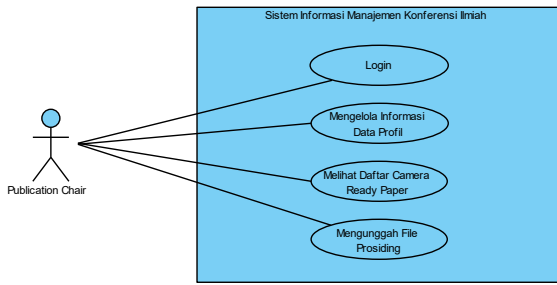 Sistem Informasi Manajemen Konferensi Ilmiah
Login
Mengelola Informasi
Data Profil
Publication Chair
Melihat Daftar Camera
Ready Paper
Mengunggah File
Prosiding